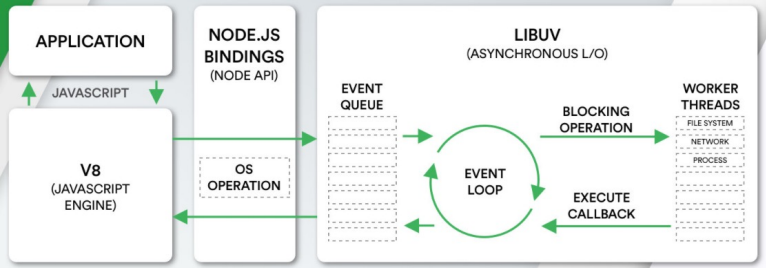 APPLICATION
JAVASCRIPT
V8
(JAVASCRIPT
ENGINE)
NODE.JS
BINDINGS
(NODE API)
OS
OPERATION
LIBUV
(ASYNCHRONOUS L/O)
EVENT
QUEUE
EVENT
LOOP
BLOCKING
OPERATION
EXECUTE
CALLBACK
WORKER
THREADS
FILE SYSTEM
NETWORK
PROCESS